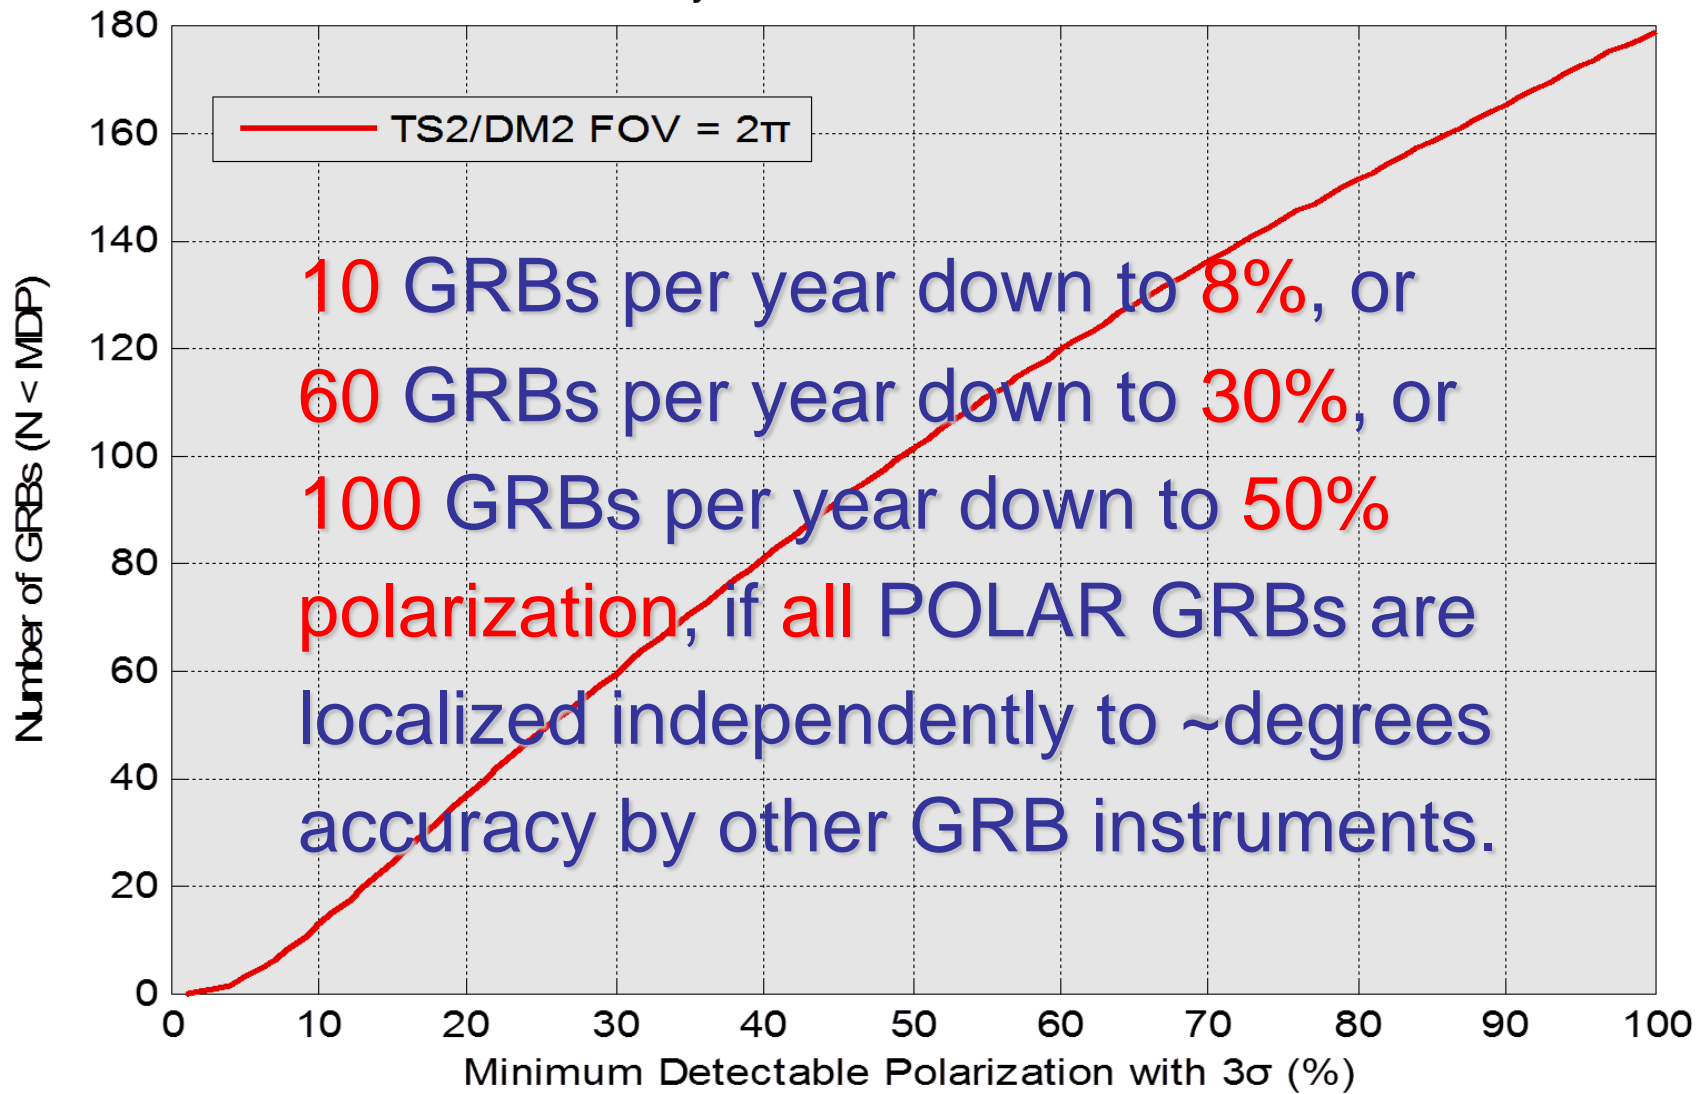 180
160
140
120
100
80
60
40
20
0
Number of GRBs (N < MDP)
TS2/DM2 FOV = 2π
10 GRBs per year down to 8%, or
60 GRBs per year down to 30%, or
100 GRBs per year down to 50%
polarization, if all POLAR GRBs are
localized independently to ~degrees
accuracy by other GRB instruments.
0 10 20 30 40 50 60 70 80 90 100
Minimum Detectable Polarization with 3σ (%)